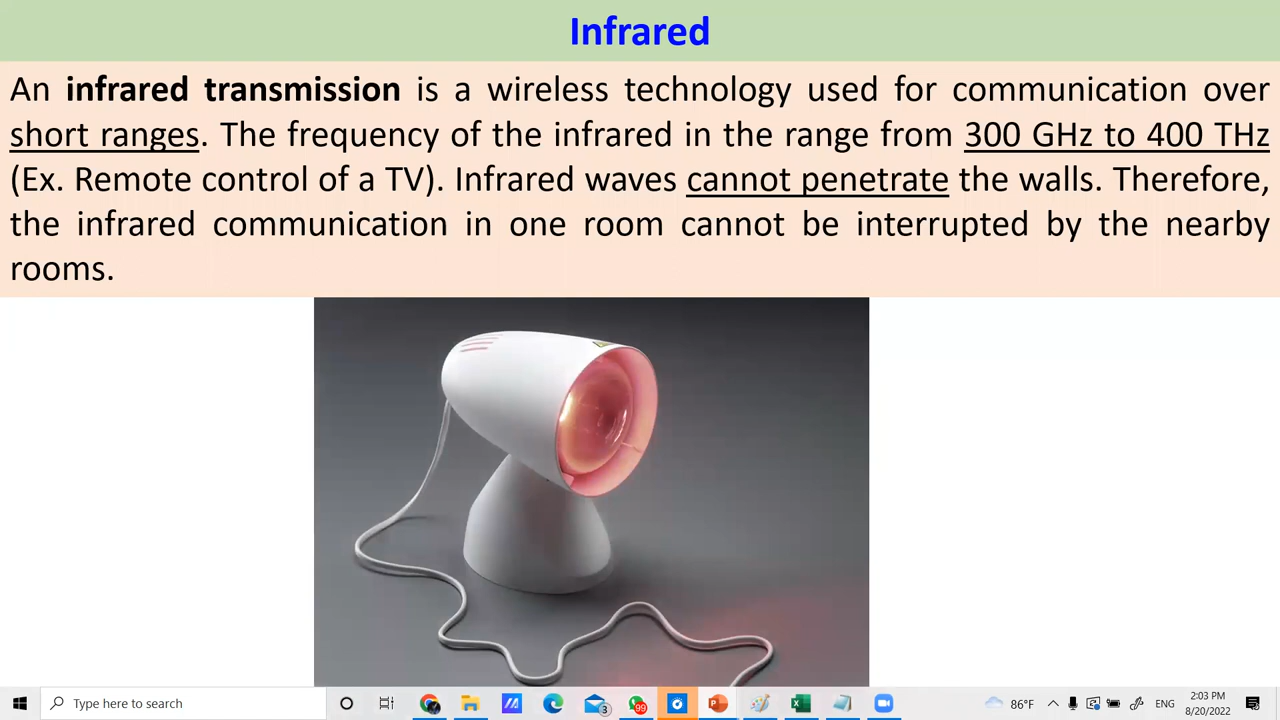 Infrared
An infrared transmission is a wireless technology used for communication over
short ranges. The frequency of the infrared in the range from 300 GHz to 400 THz
(Ex. Remote control of a TV). Infrared waves cannot penetrate the walls. Therefore,
the infrared communication in one room cannot be interrupted by the nearby
rooms.
Type here to search
3
99
86°F
ENG
2:03 PM
8/20/2022